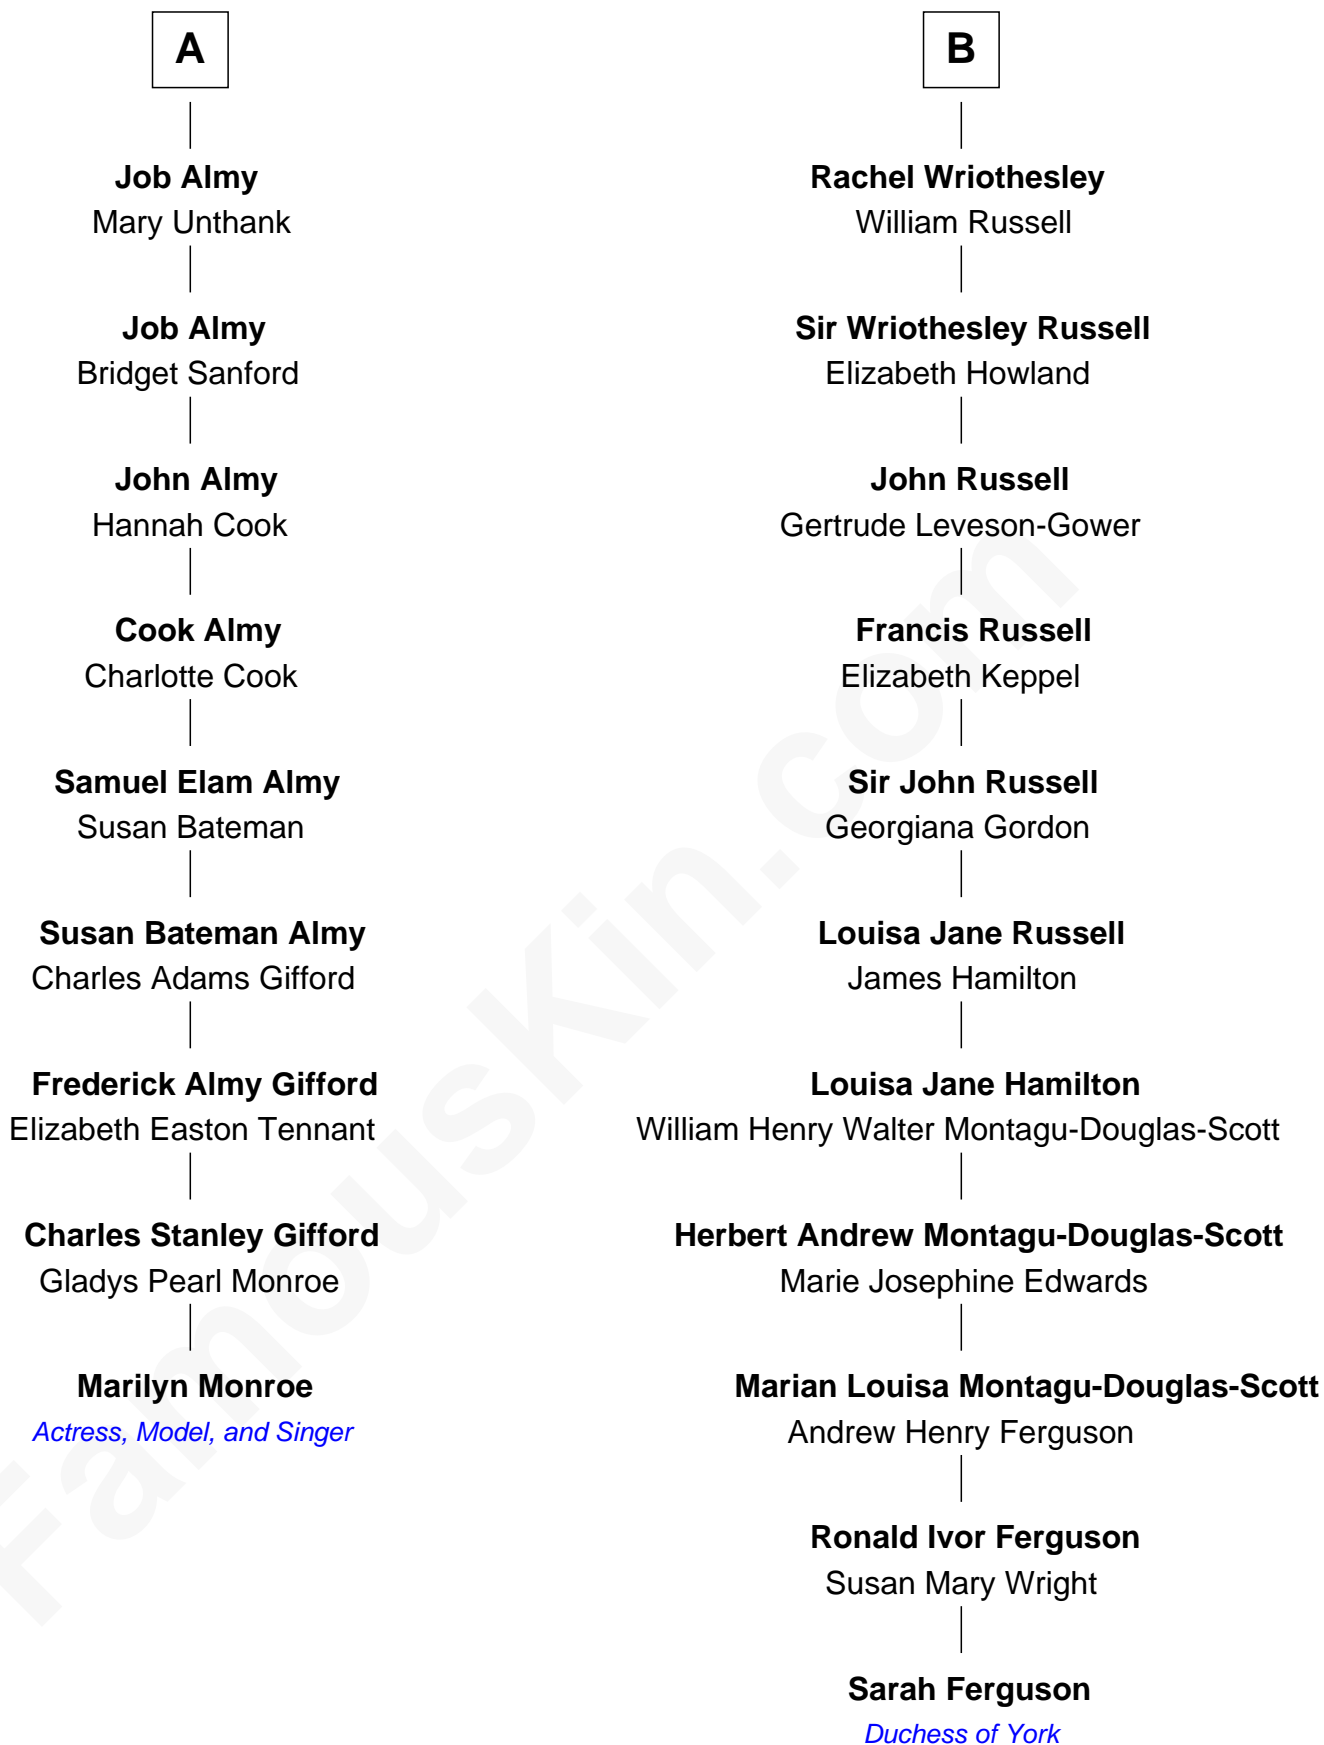 A
Job Almy
Mary Unthank
Job Almy
Bridget Sanford
John Almy
Hannah Cook
Cook Almy
Charlotte Cook
Samuel Elam Almy
Susan Bateman
Susan Bateman Almy
Charles Adams Gifford
Frederick Almy Gifford
Elizabeth Easton Tennant
Charles Stanley Gifford
Gladys Pearl Monroe
Marilyn Monroe
Actress, Model, and Singer
B
Rachel Wriothesley
William Russell
Sir Wriothesley Russell
Elizabeth Howland
John Russell
Gertrude Leveson-Gower
Francis Russell
Elizabeth Keppel
Sir John Russell
Georgiana Gordon
Louisa Jane Russell
James Hamilton
Louisa Jane Hamilton
William Henry Walter Montagu-Douglas-Scott
Herbert Andrew Montagu-Douglas-Scott
Marie Josephine Edwards
Marian Louisa Montagu-Douglas-Scott
Andrew Henry Ferguson
Ronald Ivor Ferguson
Susan Mary Wright
Sarah Ferguson
Duchess of York
FamousKin.com